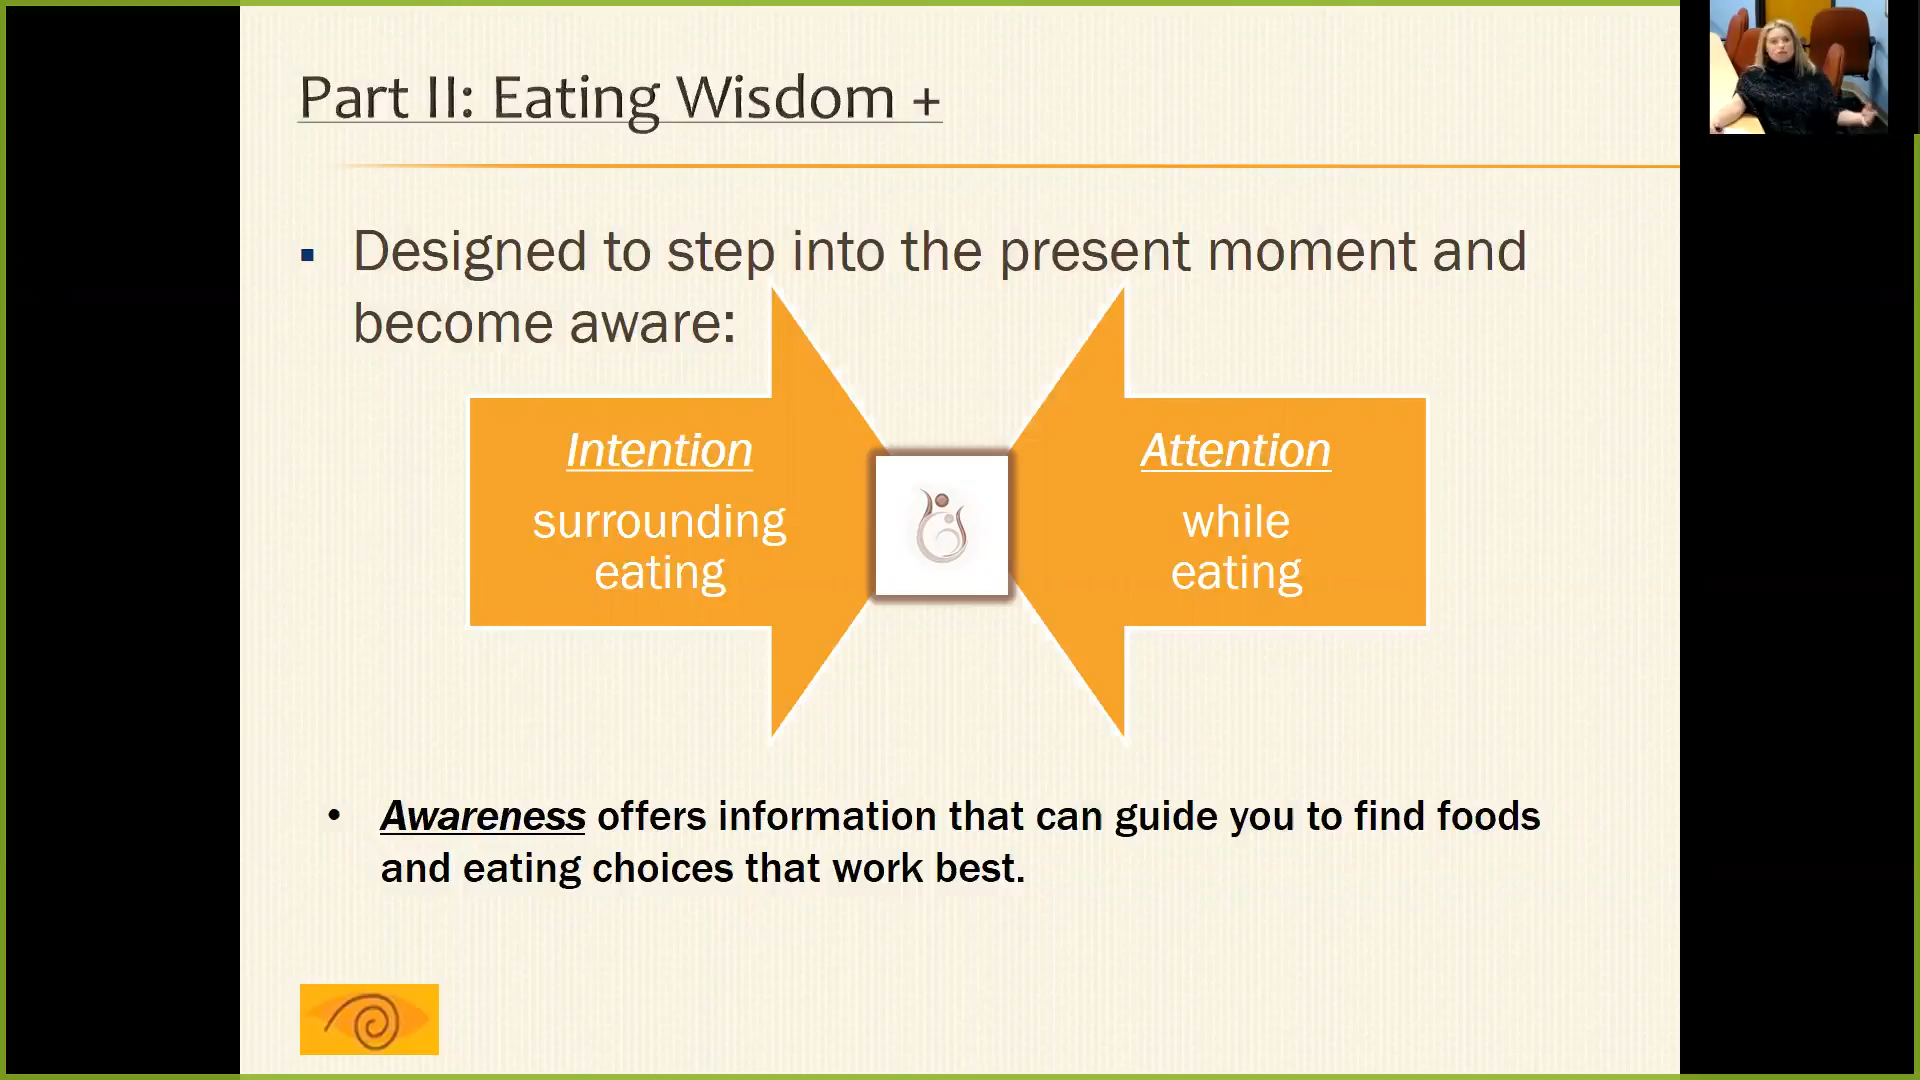 Part II: Eating Wisdom +
Designed to step into the present moment and
become aware:
Intention
surrounding
eating
Attention
while
eating
Awareness offers information that can guide you to find foods
and eating choices that work best.